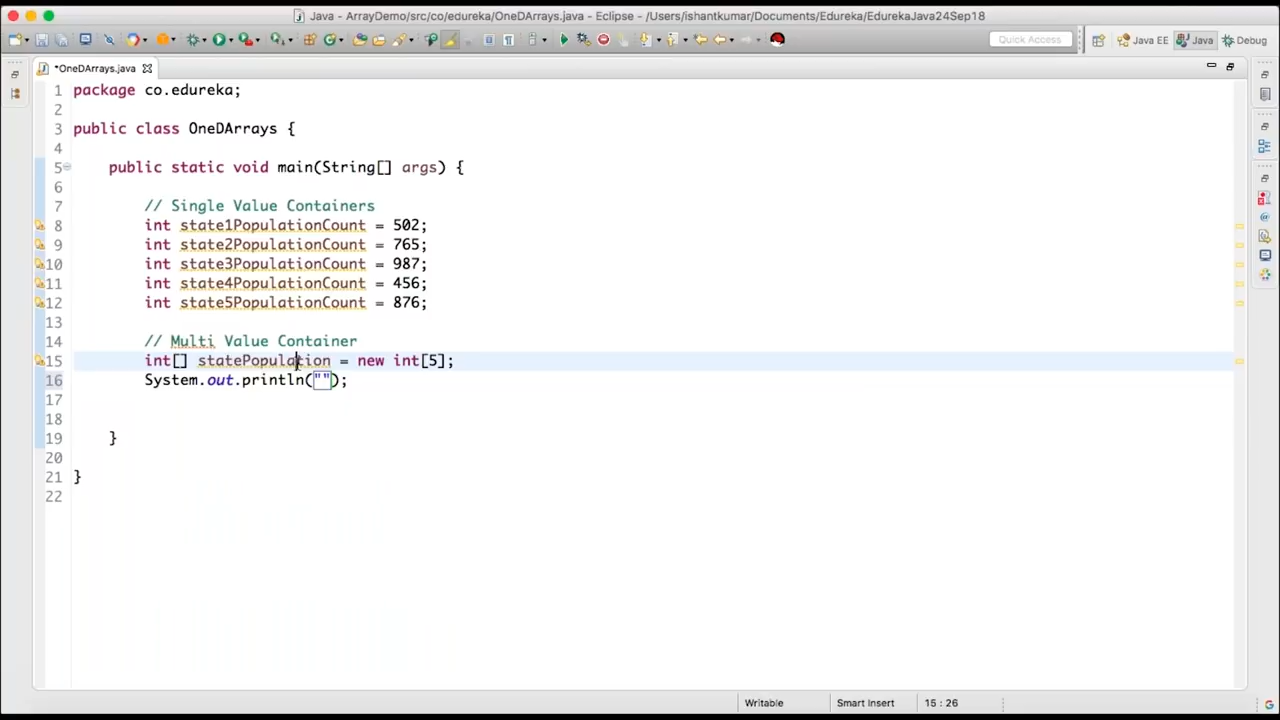 Java - ArrayDemo/src/co/edureka/OneDArrays.java - Eclipse - /Users/ishantkumar/Documents/Edureka/EdurekaJava24Sep18
Quick Access
Java EE
Java
Debug
*OneDArrays.java
1 package co.edureka;
2
3 public class OneDArrays {
4
5 public static void main(String[] args) {
6
7 // Single Value Containers
8 int state1PopulationCount = 502;
9 int state2PopulationCount = 765;
10 int state3PopulationCount = 987;
11 int state4PopulationCount = 456;
12 int state5PopulationCount = 876;
13
14 // Multi Value Container
15 int[] statePopulation = new int[5];
16 System.out.println("");
17
18
19 }
20
21 }
22
Writable
Smart Insert
15 : 26